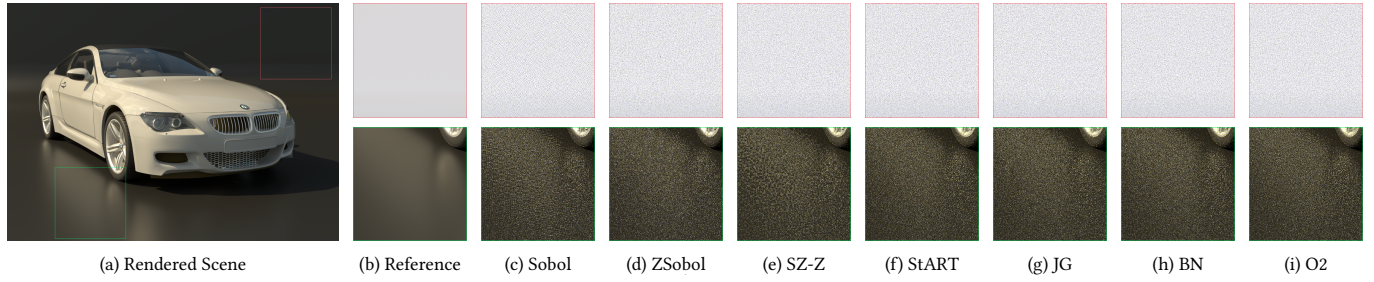 (a) Rendered Scene
(b) Reference
(c) Sobol
(d) ZSobol
(e) SZ-Z
(f) StART
(g) JG
(h) BN
(i) O2